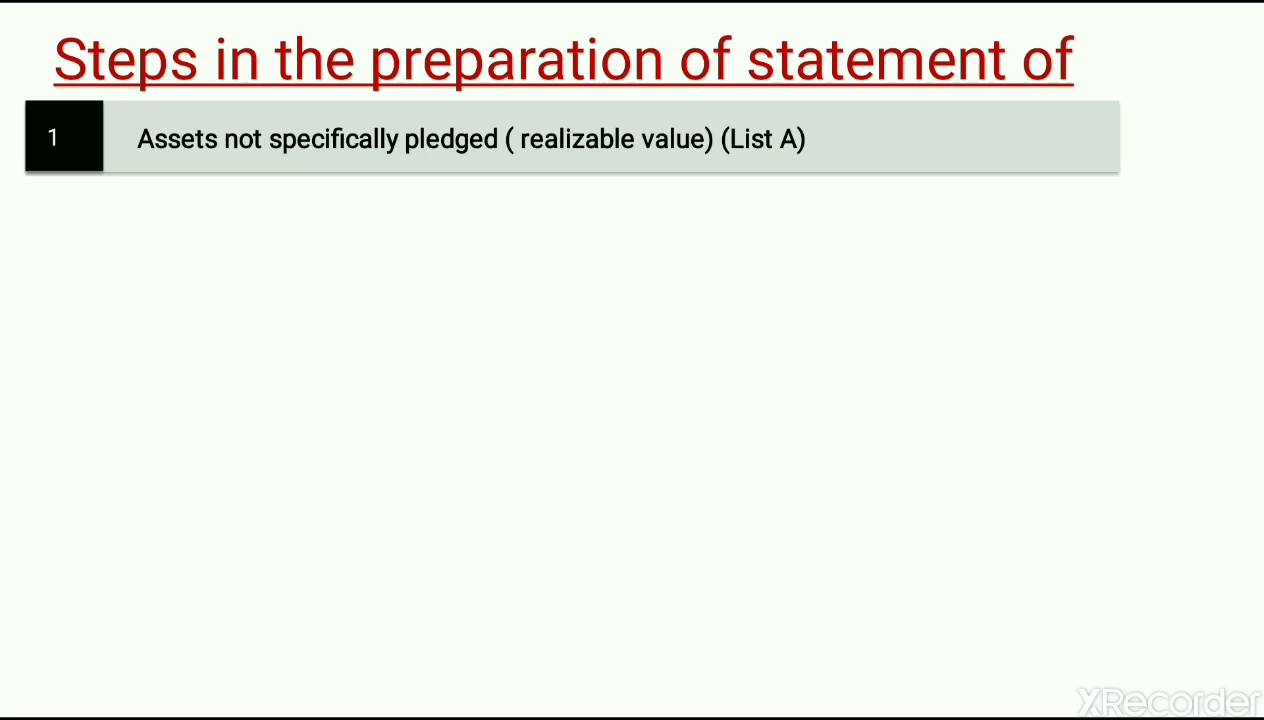 Steps in the preparation of statement of
1 Assets not specifically pledged ( realizable value) (List A)
XRecorder